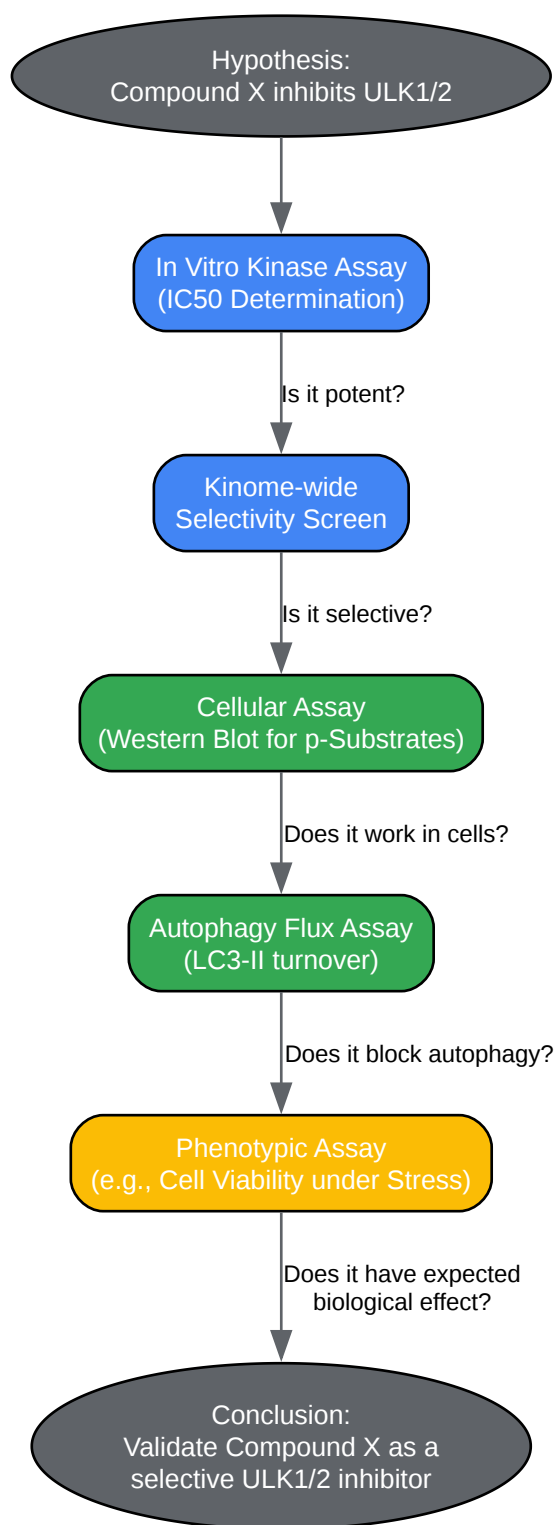 Hypothesis:
Compound X inhibits ULK1/2
In Vitro Kinase Assay
(IC50 Determination)
Is it potent?
Kinome-wide
Selectivity Screen
Is it selective?
Cellular Assay
(Western Blot for p-Substrates)
Does it work in cells?
Autophagy Flux Assay
(LC3-II turnover)
Does it block autophagy?
Phenotypic Assay
(e.g., Cell Viability under Stress)
Does it have expected
biological effect?
Conclusion:
Validate Compound X as a
selective ULK1/2 inhibitor